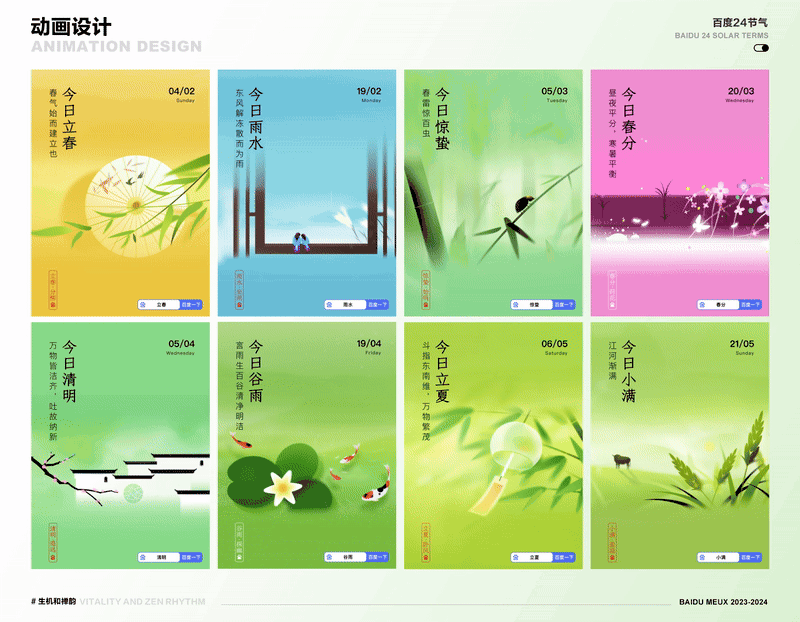 动画设计
ANIMATION DESIGN
百度24节气
BAIDU 24 SOLAR TERMS
04/02
Sunday
今日立春
春气始而建立也
立春
百度一下
19/02
Monday
今日雨水
东风解冻散而为雨
雨水
百度一下
05/03
Tuesday
今日惊蛰
春雷惊百虫
惊蛰
百度一下
20/03
Wednesday
今日春分
昼夜平分，寒暑平衡
春分
百度一下
05/04
Wednesday
今日清明
万物皆洁齐，吐故纳新
清明
百度一下
19/04
Friday
今日谷雨
言雨生百谷清净明洁
谷雨
百度一下
06/05
Saturday
今日立夏
斗指东南维，万物繁茂
立夏
百度一下
21/05
Sunday
今日小满
江河渐满
小满
百度一下
# 生机和禅韵 VITALITY AND ZEN RHYTHM
BAIDU MEUX 2023-2024